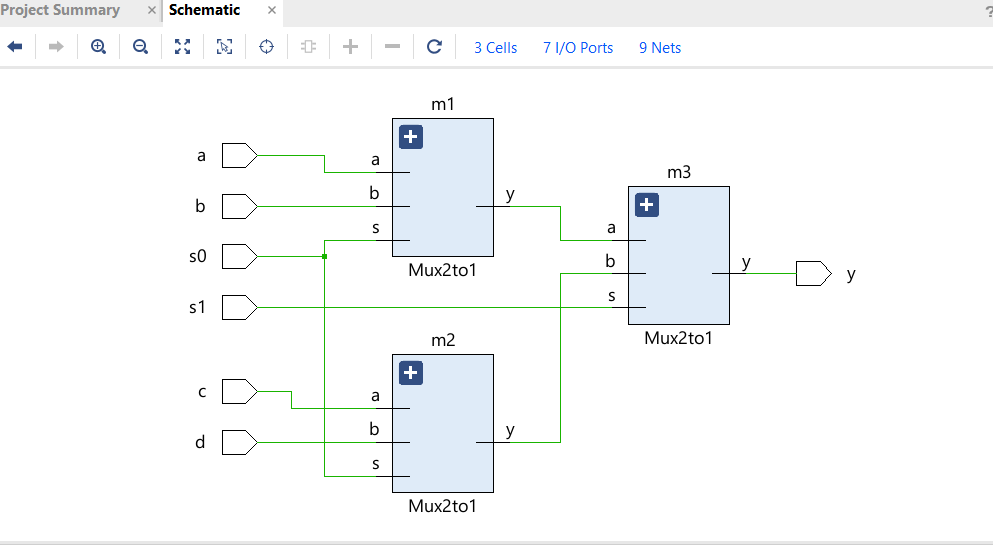 Project Summary × Schematic × ?
3 Cells 7 I/O Ports 9 Nets
m1
a
a
b
b
y
s0
s
Mux2to1
m3
a
b
y
y
s1
s
Mux2to1
m2
c
a
d
b
y
s
Mux2to1